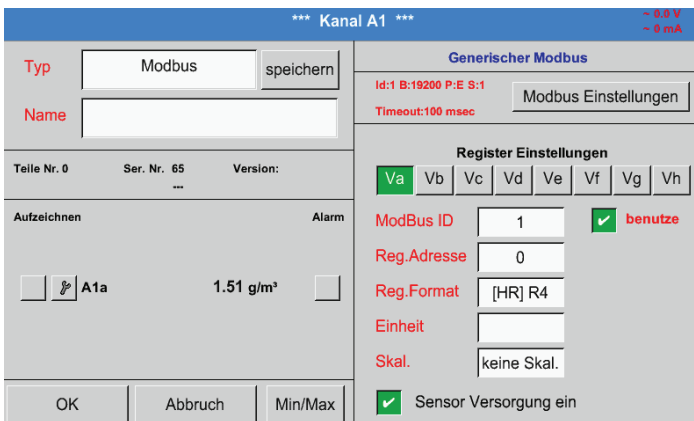 *** Kanal A1 ***
~ 0.0 V
~ 0 mA
Typ
Modbus
speichern
Name
Teile Nr. 0 Ser. Nr. 65 Version:
---
Aufzeichnen Alarm
A1a 1.51 g/m³
OK Abbruch Min/Max
Generischer Modbus
Id:1 B:19200 P:E S:1
Timeout:100 msec
Modbus Einstellungen
Register Einstellungen
Va Vb Vc Vd Ve Vf Vg Vh
ModBus ID 1 benutze
Reg.Adresse 0
Reg.Format [HR] R4
Einheit
Skal. keine Skal.
Sensor Versorgung ein